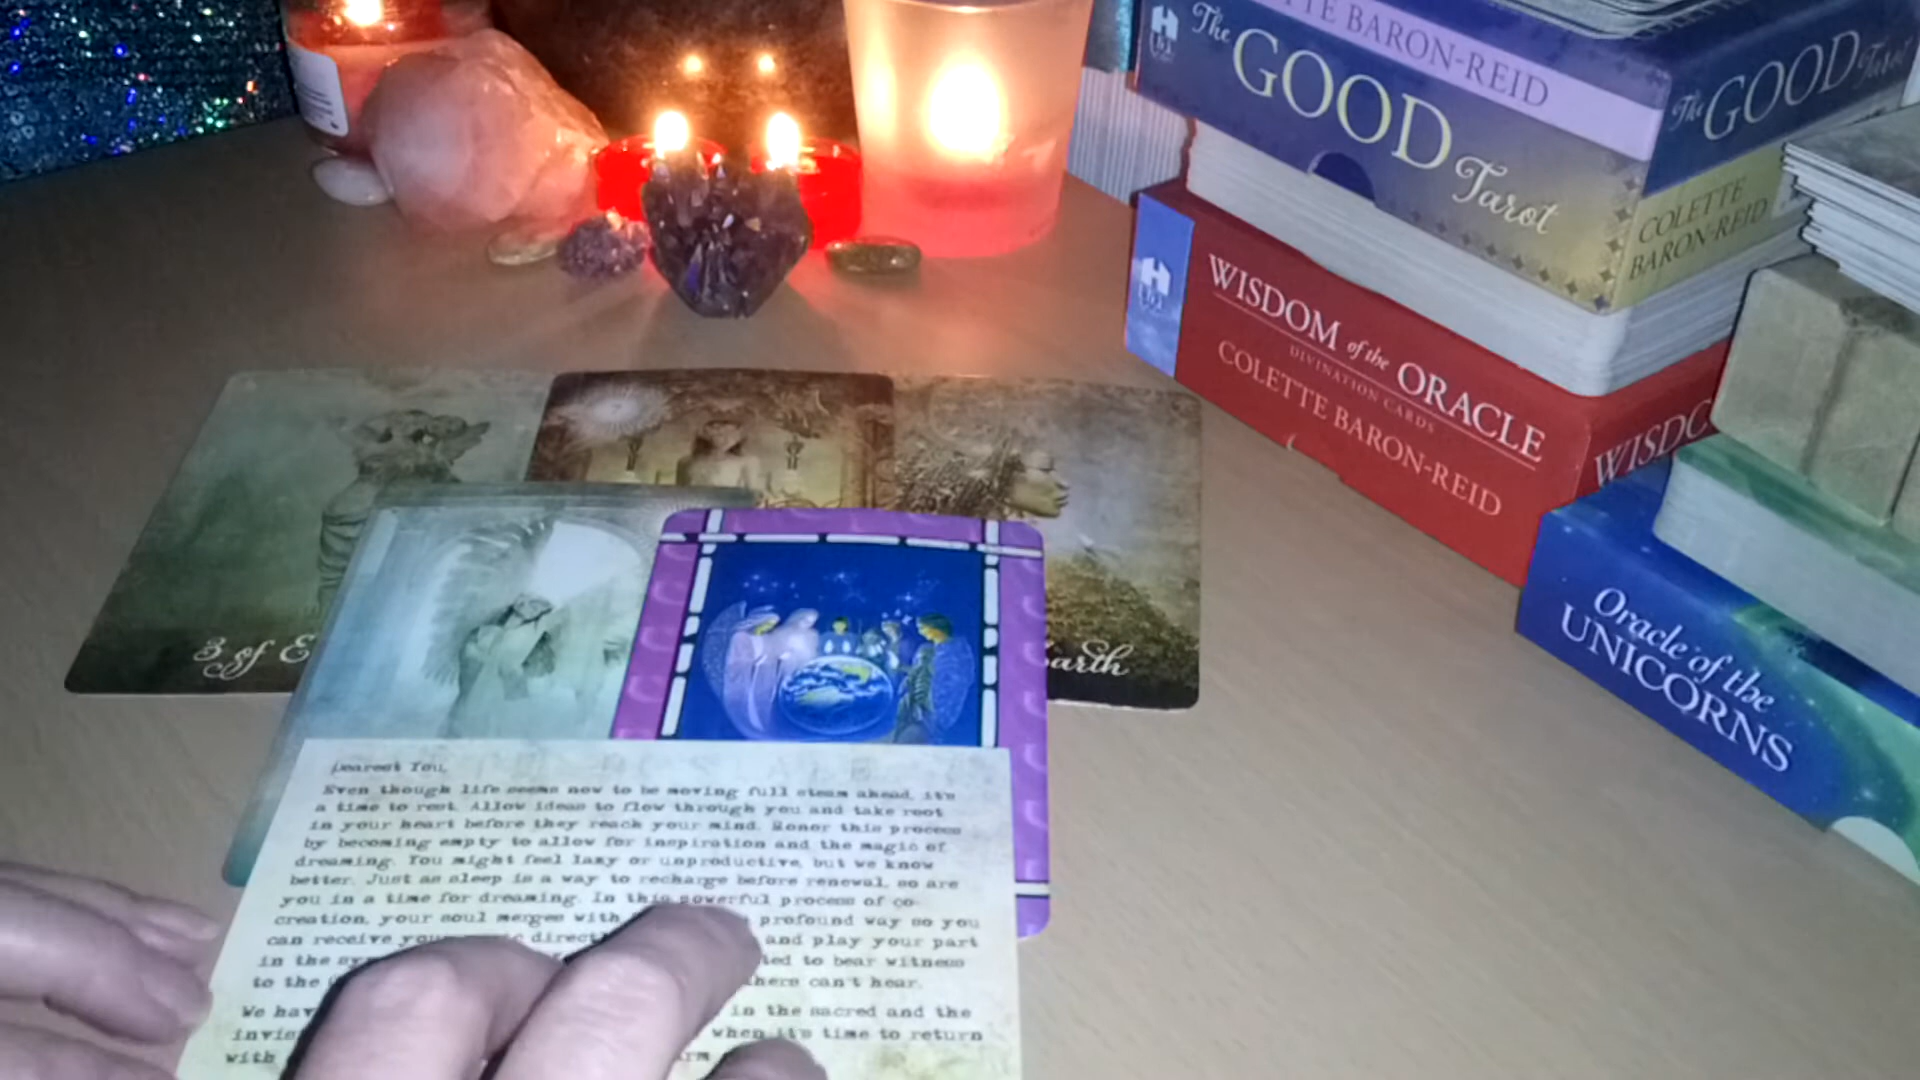 TTE BARON-REID
The GOOD Tarot
The GOOD Tarot
COLETTE
BARON-REID
WISDOM of the ORACLE
DIVINATION CARDS
COLETTE BARON-REID
WISDO
Oracle of the
UNICORNS
3 of E
arth
Dearest You,
Even though life seems now to be moving full steam ahead, it's
a time to rest. Allow ideas to flow through you and take root
in your heart before they reach your mind. Honor this process
by becoming empty to allow for inspiration and the magic of
dreaming. You might feel lazy or unproductive, but we know
better. Just as sleep is a way to recharge before renewal, so are
you in a time for dreaming. In this powerful process of co-
creation, your soul merges with profound way so you
can receive direct and play your part
in the to bear witness
to the can't hear.
We hav in the sacred and the
invis when it's time to return
with